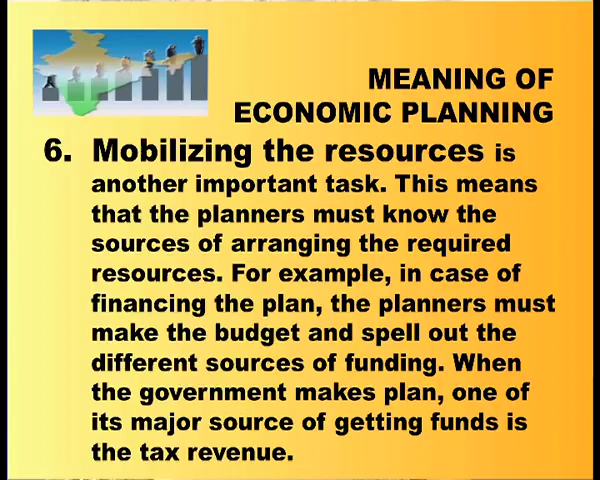 MEANING OF
ECONOMIC PLANNING
6. Mobilizing the resources is
another important task. This means
that the planners must know the
sources of arranging the required
resources. For example, in case of
financing the plan, the planners must
make the budget and spell out the
different sources of funding. When
the government makes plan, one of
its major source of getting funds is
the tax revenue.